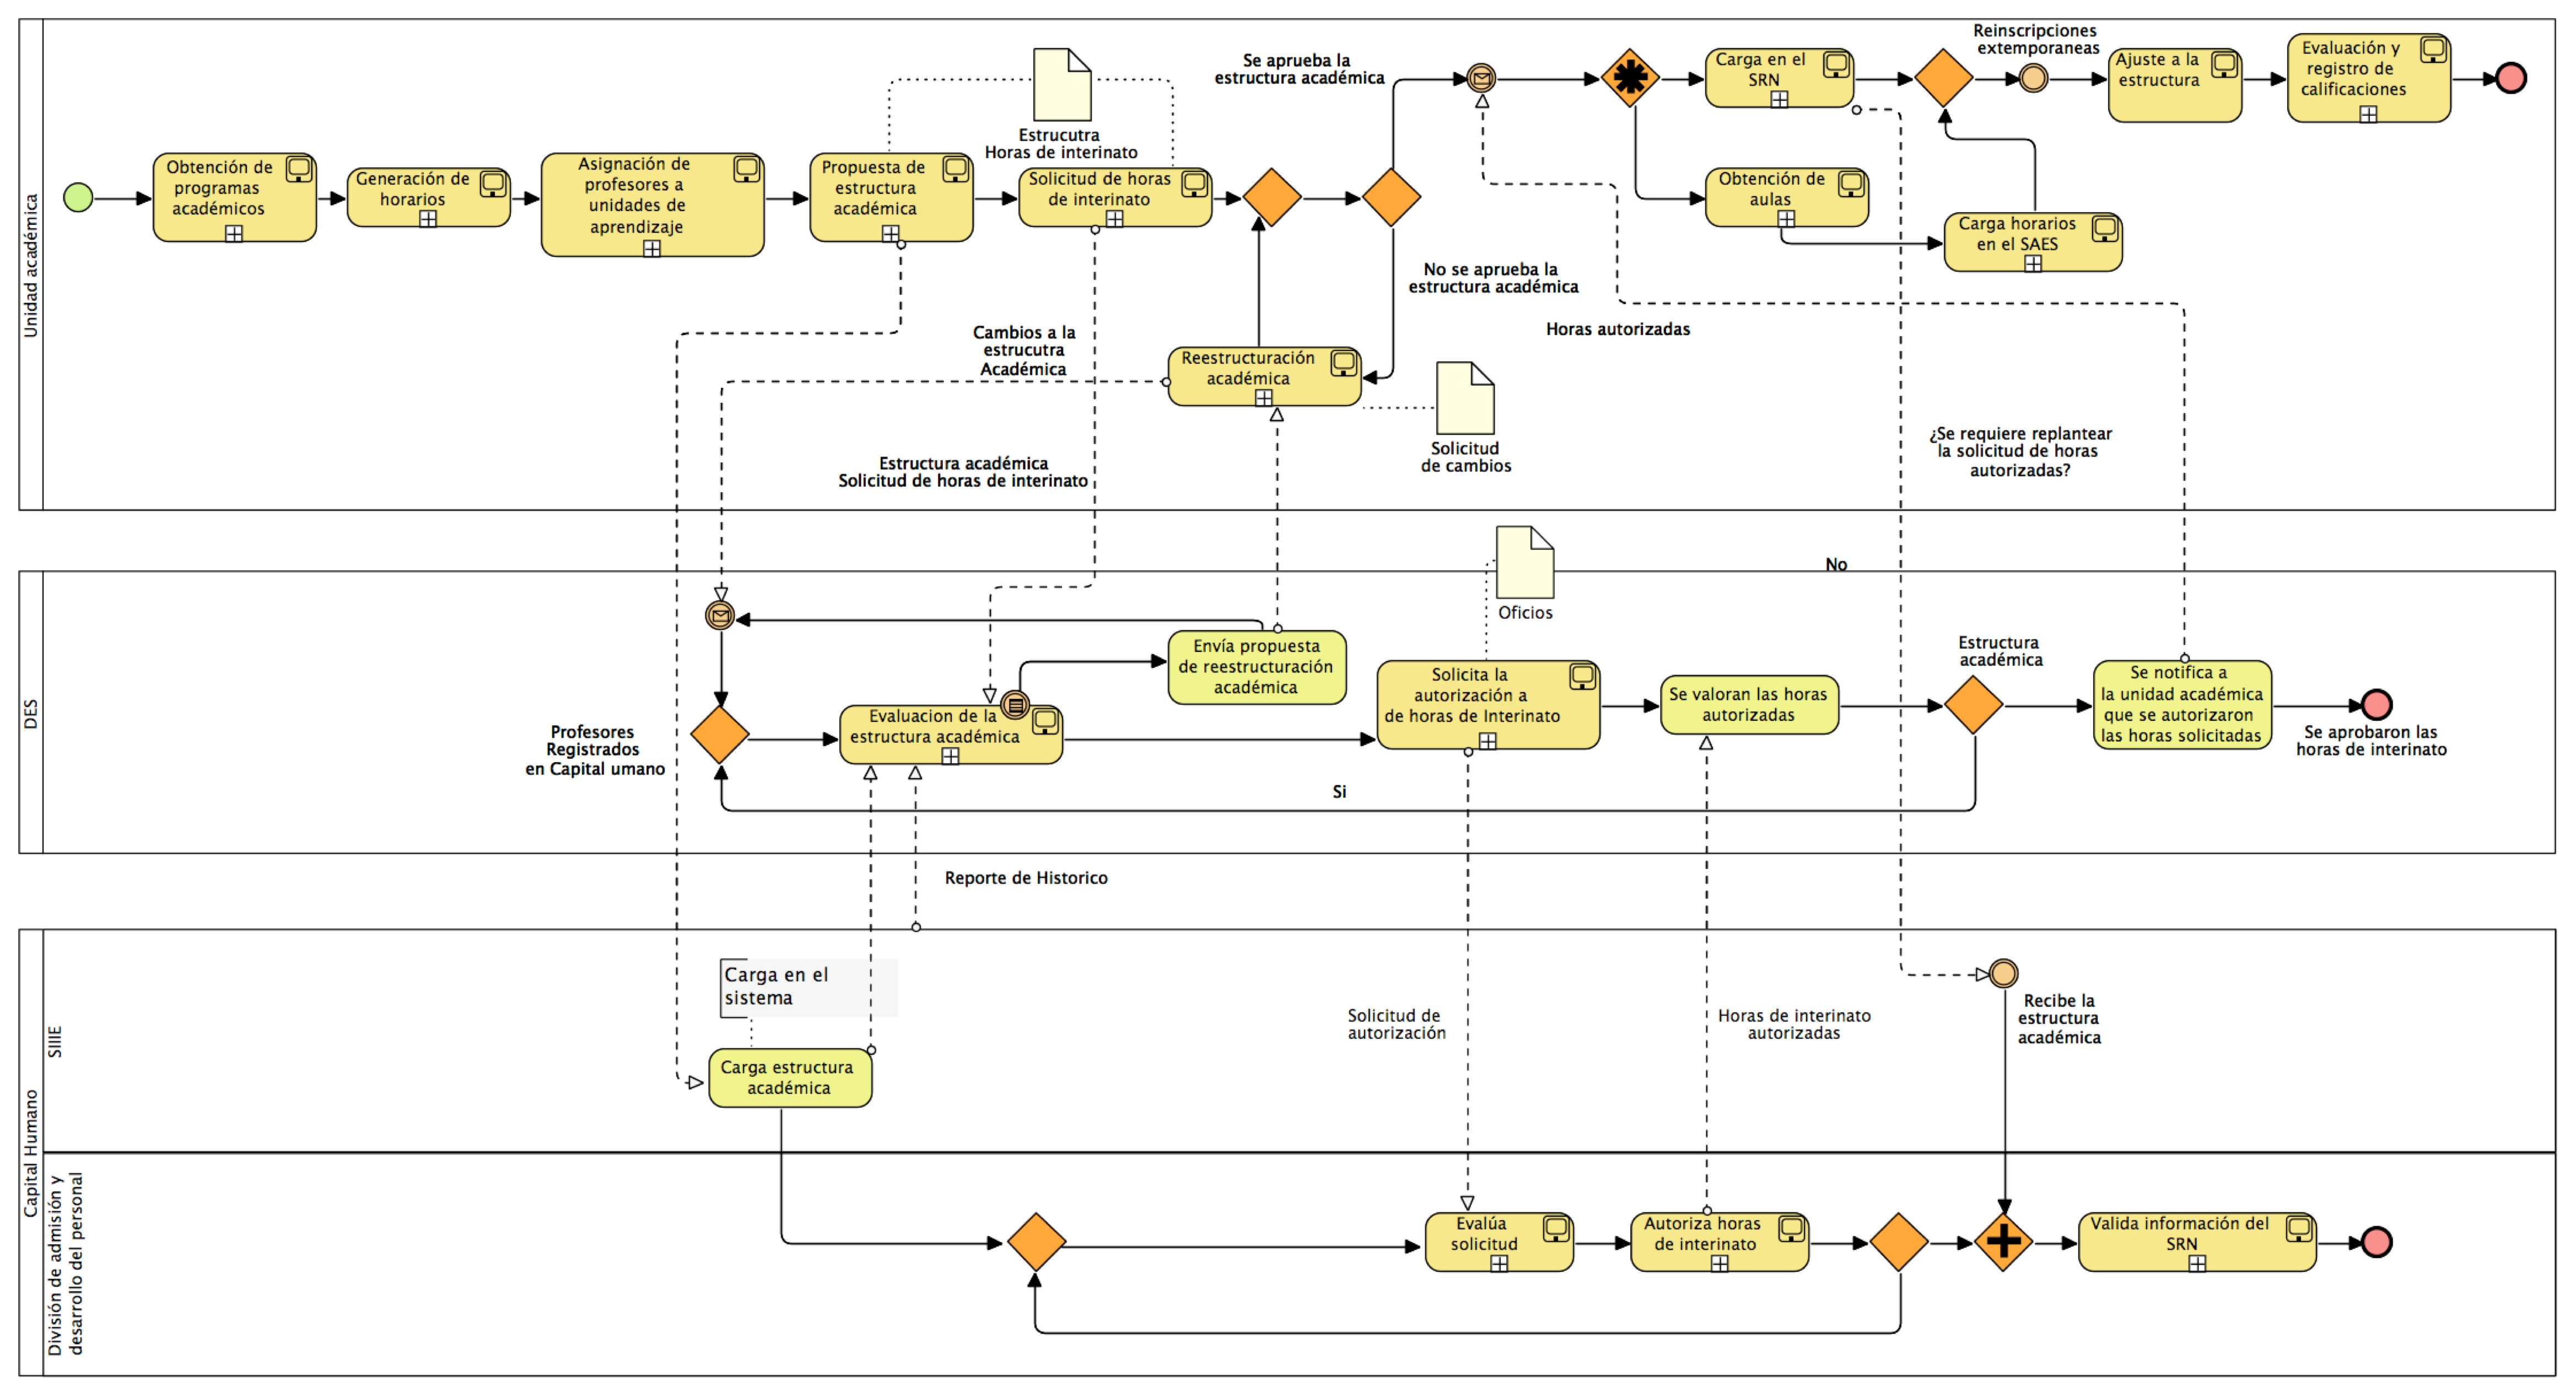 Unidad académica
Obtención de
programas
académicos
Generación de
horarios
Asignación de
profesores a
unidades de
aprendizaje
Propuesta de
estructura
académica
Estrucutra
Horas de interinato
Solicitud de horas
de interinato
Se aprueba la
estructura académica
No se aprueba la
estructura académica
Carga en el
SRN
Obtención de
aulas
Carga horarios
en el SAES
Reinscripciones
extemporaneas
Ajuste a la
estructura
Evaluación y
registro de
calificaciones
Horas autorizadas
Cambios a la
estrucutra
Académica
Reestructuración
académica
Solicitud
de cambios
Estructura académica
Solicitud de horas de interinato
¿Se requiere replantear
la solicitud de horas
autorizadas?
DES
No
Oficios
Envía propuesta
de reestructuración
académica
Evaluacion de la
estructura académica
Solicita la
autorización a
de horas de Interinato
Se valoran las horas
autorizadas
Estructura
académica
Se notifica a
la unidad académica
que se autorizaron
las horas solicitadas
Se aprobaron las
horas de interinato
Profesores
Registrados
en Capital umano
Si
Reporte de Historico
Capital Humano
SIIIE
Carga en el
sistema
Carga estructura
académica
Solicitud de
autorización
Horas de interinato
autorizadas
Recibe la
estructura
académica
División de admisión y
desarrollo del personal
Evalúa
solicitud
Autoriza horas
de interinato
Valida información del
SRN